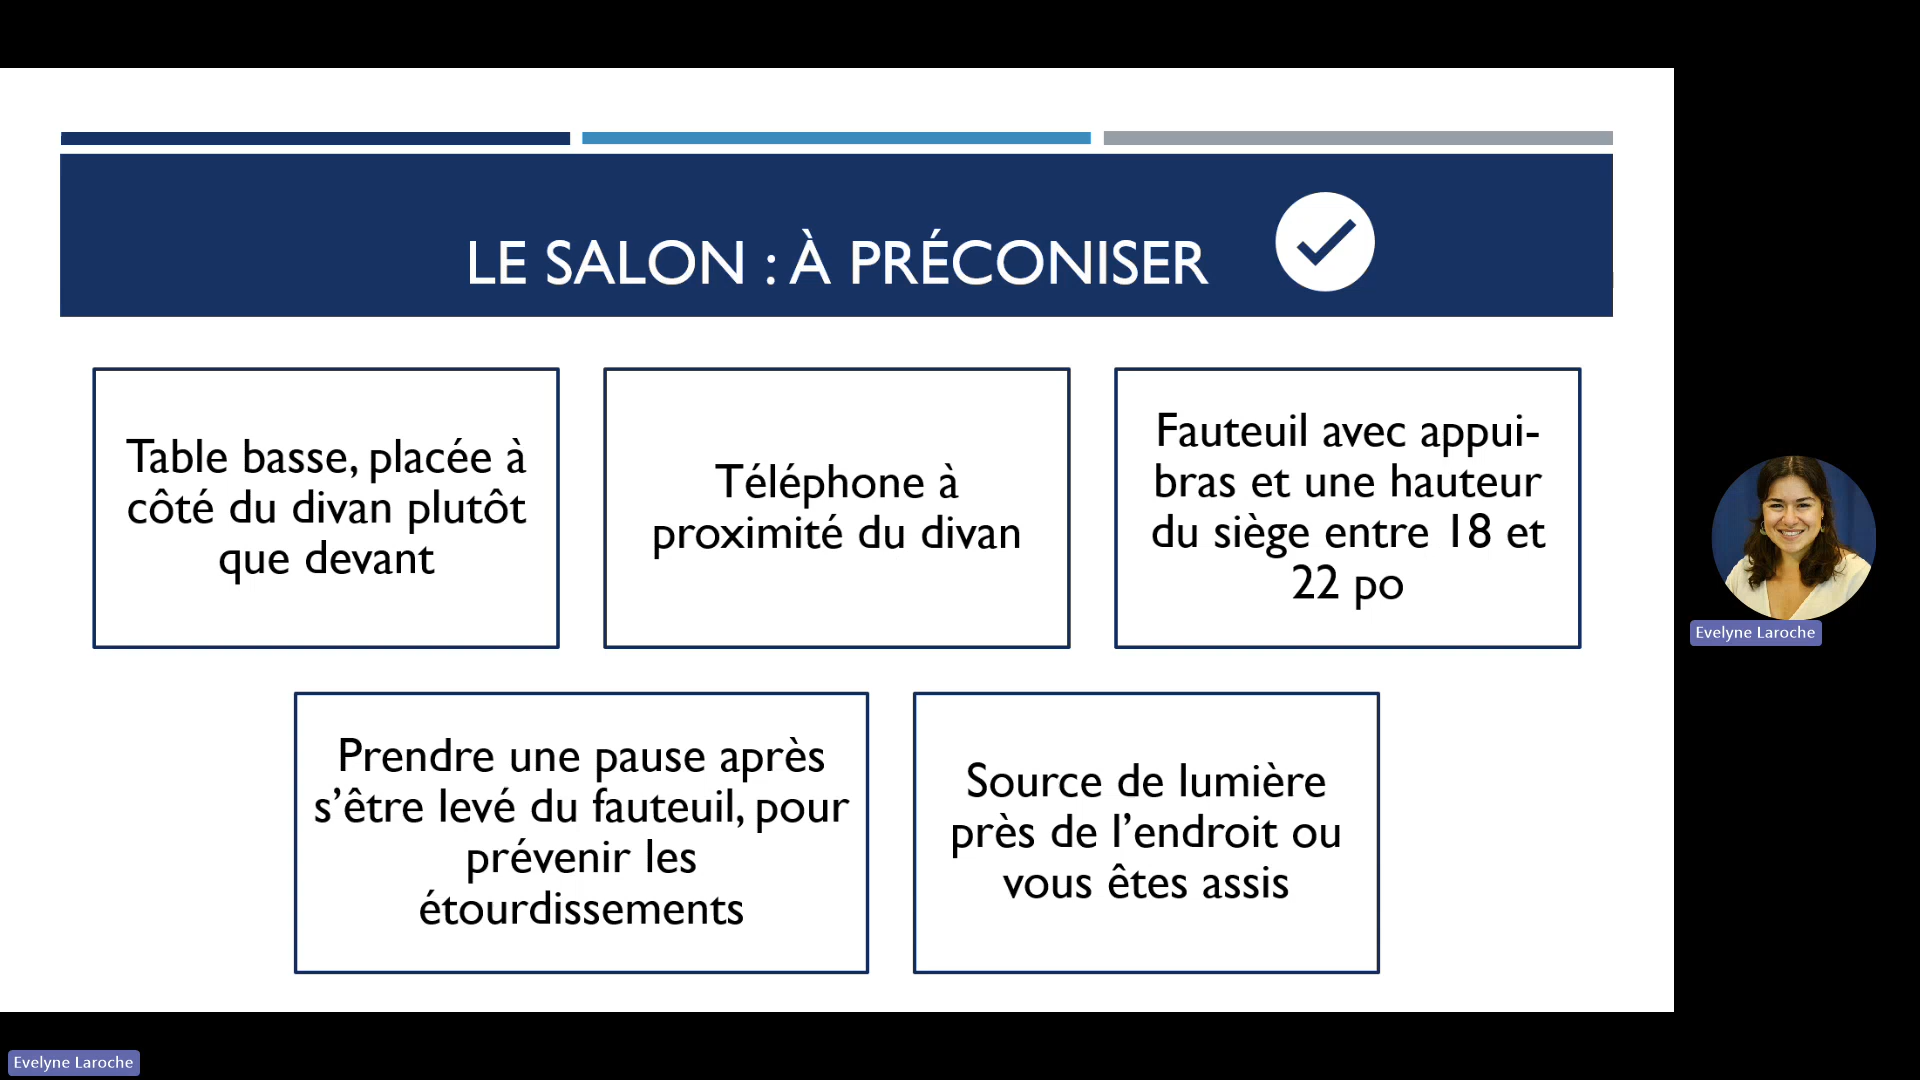 LE SALON : À PRÉCONISER
Table basse, placée à
côté du divan plutôt
que devant
Téléphone à
proximité du divan
Fauteuil avec appui-
bras et une hauteur
du siège entre 18 et
22 po
Prendre une pause après
s’être levé du fauteuil, pour
prévenir les
étourdissements
Source de lumière
près de l’endroit ou
vous êtes assis
Evelyne Laroche
Evelyne Laroche